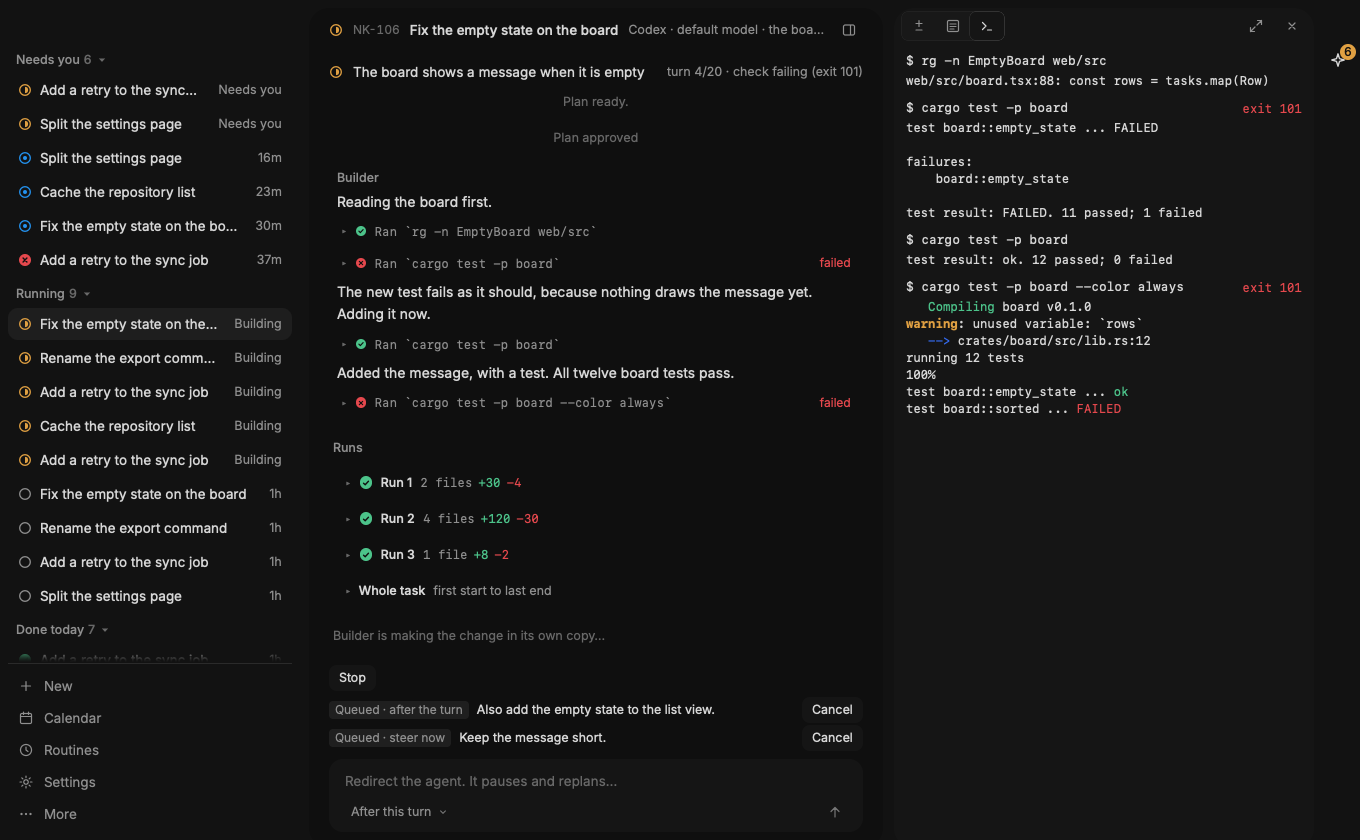 Needs you 6
Add a retry to the sync... Needs you
Split the settings page Needs you
Split the settings page 16m
Cache the repository list 23m
Fix the empty state on the bo... 30m
Add a retry to the sync job 37m
Running 9
Fix the empty state on the... Building
Rename the export comm... Building
Add a retry to the sync job Building
Cache the repository list Building
Add a retry to the sync job Building
Fix the empty state on the board 1h
Rename the export command 1h
Add a retry to the sync job 1h
Split the settings page 1h
Done today 7
Add a retry to the sync job 1h
New
Calendar
Routines
Settings
More
NK-106 Fix the empty state on the board Codex · default model · the boa...
The board shows a message when it is empty turn 4/20 · check failing (exit 101)
Plan ready.
Plan approved
Builder
Reading the board first.
Ran `rg -n EmptyBoard web/src`
Ran `cargo test -p board` failed
The new test fails as it should, because nothing draws the message yet.
Adding it now.
Ran `cargo test -p board`
Added the message, with a test. All twelve board tests pass.
Ran `cargo test -p board --color always` failed
Runs
Run 1 2 files +30 −4
Run 2 4 files +120 −30
Run 3 1 file +8 −2
Whole task first start to last end
Builder is making the change in its own copy...
Stop
Queued · after the turn Also add the empty state to the list view. Cancel
Queued · steer now Keep the message short. Cancel
Redirect the agent. It pauses and replans...
After this turn
$ rg -n EmptyBoard web/src
web/src/board.tsx:88: const rows = tasks.map(Row)
$ cargo test -p board exit 101
test board::empty_state ... FAILED
failures:
board::empty_state
test result: FAILED. 11 passed; 1 failed
$ cargo test -p board
test result: ok. 12 passed; 0 failed
$ cargo test -p board --color always exit 101
Compiling board v0.1.0
warning: unused variable: `rows`
--> crates/board/src/lib.rs:12
running 12 tests
100%
test board::empty_state ... ok
test board::sorted ... FAILED
6